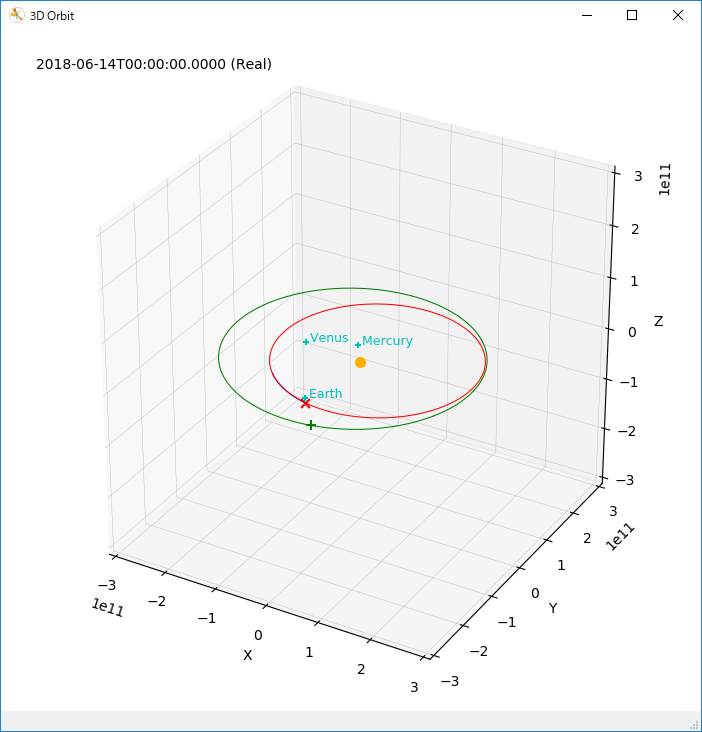 3D Orbit
2018-06-14T00:00:00.0000 (Real)
Venus
Mercury
Earth
1e11
3
2
1
0
−1
−2
−3
Z
3
2
1
0
−1
−2
−3
1e11
Y
−3
−2
−1
0
1
2
3
1e11
X